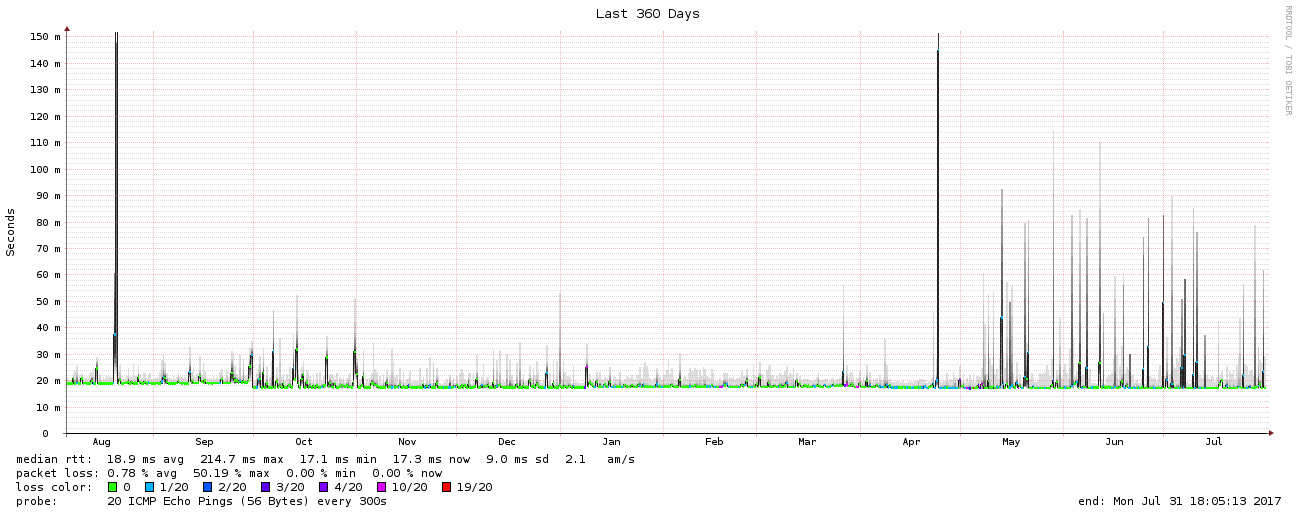 Last 360 Days
RRDTOOL / TOBI OETIKER
Seconds
150 m
140 m
130 m
120 m
110 m
100 m
90 m
80 m
70 m
60 m
50 m
40 m
30 m
20 m
10 m
0
Aug Sep Oct Nov Dec Jan Feb Mar Apr May Jun Jul
median rtt: 18.9 ms avg 214.7 ms max 17.1 ms min 17.3 ms now 9.0 ms sd 2.1 am/s
packet loss: 0.78 % avg 50.19 % max 0.00 % min 0.00 % now
loss color: 0 1/20 2/20 3/20 4/20 10/20 19/20
probe: 20 ICMP Echo Pings (56 Bytes) every 300s end: Mon Jul 31 18:05:13 2017